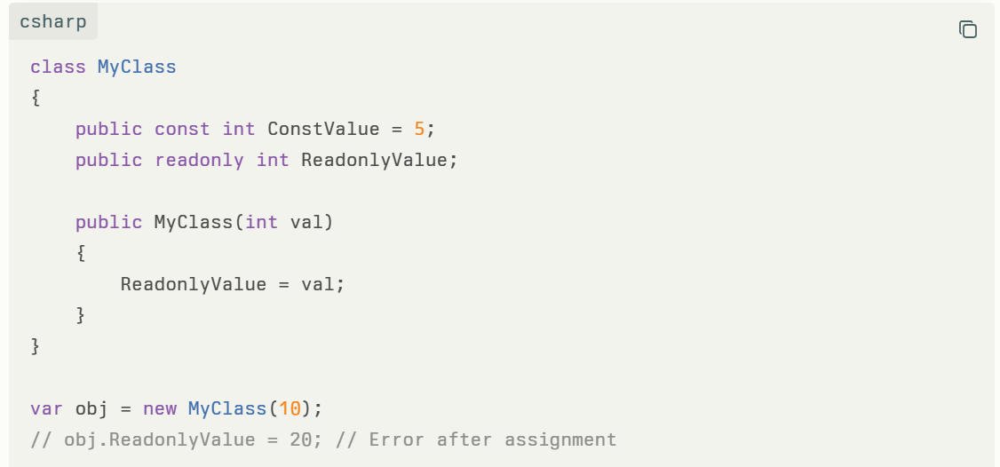 csharp
class MyClass
{
    public const int ConstValue = 5;
    public readonly int ReadonlyValue;

    public MyClass(int val)
    {
        ReadonlyValue = val;
    }
}

var obj = new MyClass(10);
// obj.ReadonlyValue = 20; // Error after assignment